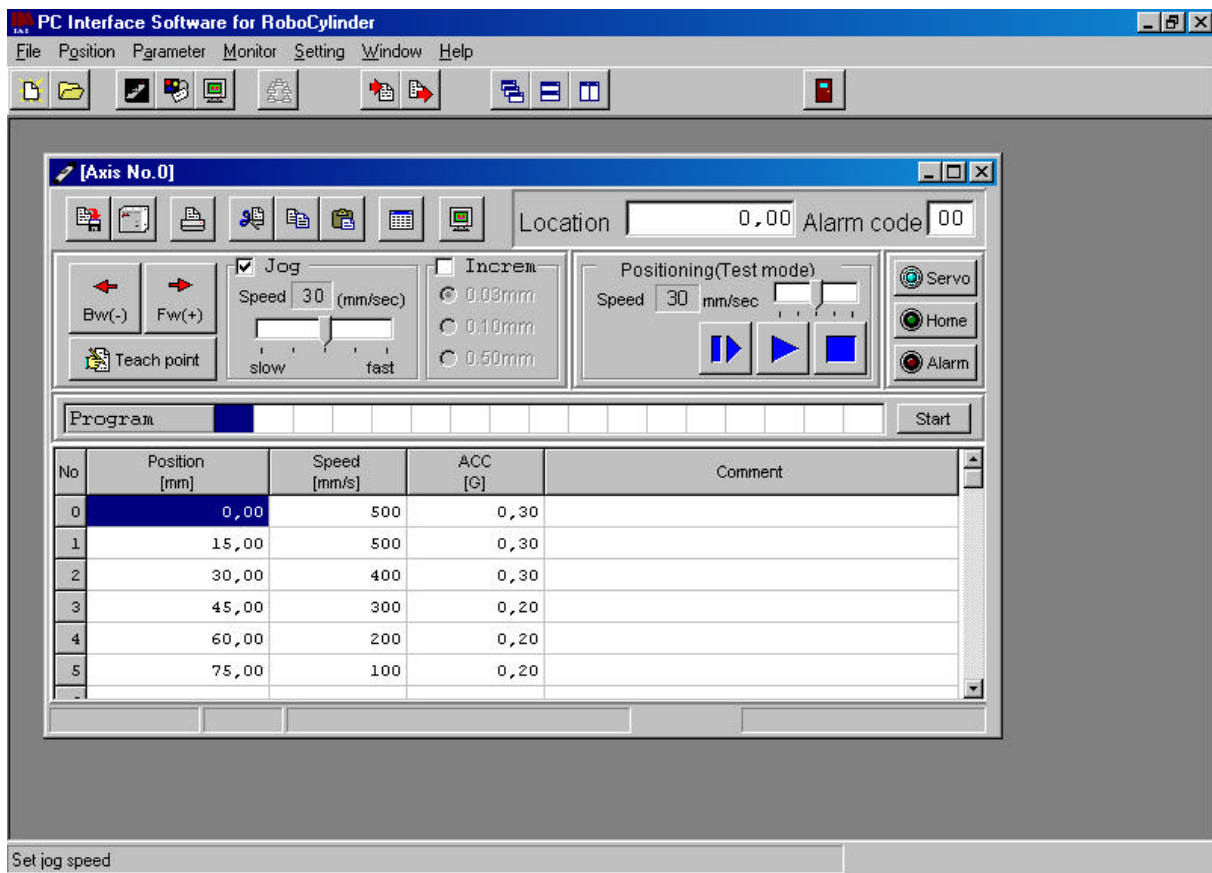 PC Interface Software for RoboCylinder
File Position Parameter Monitor Setting Window Help
[Axis No.0]
Location 0,00 Alarm code 00
Bw(-) Fw(+)
Teach point
Jog
Speed 30 (mm/sec)
slow fast
Increm
0.03mm
0.10mm
0.50mm
Positioning(Test mode)
Speed 30 mm/sec
Servo
Home
Alarm
Program Start
No Position [mm] Speed [mm/s] ACC [G] Comment
0 0,00 500 0,30
1 15,00 500 0,30
2 30,00 400 0,30
3 45,00 300 0,20
4 60,00 200 0,20
5 75,00 100 0,20
Set jog speed